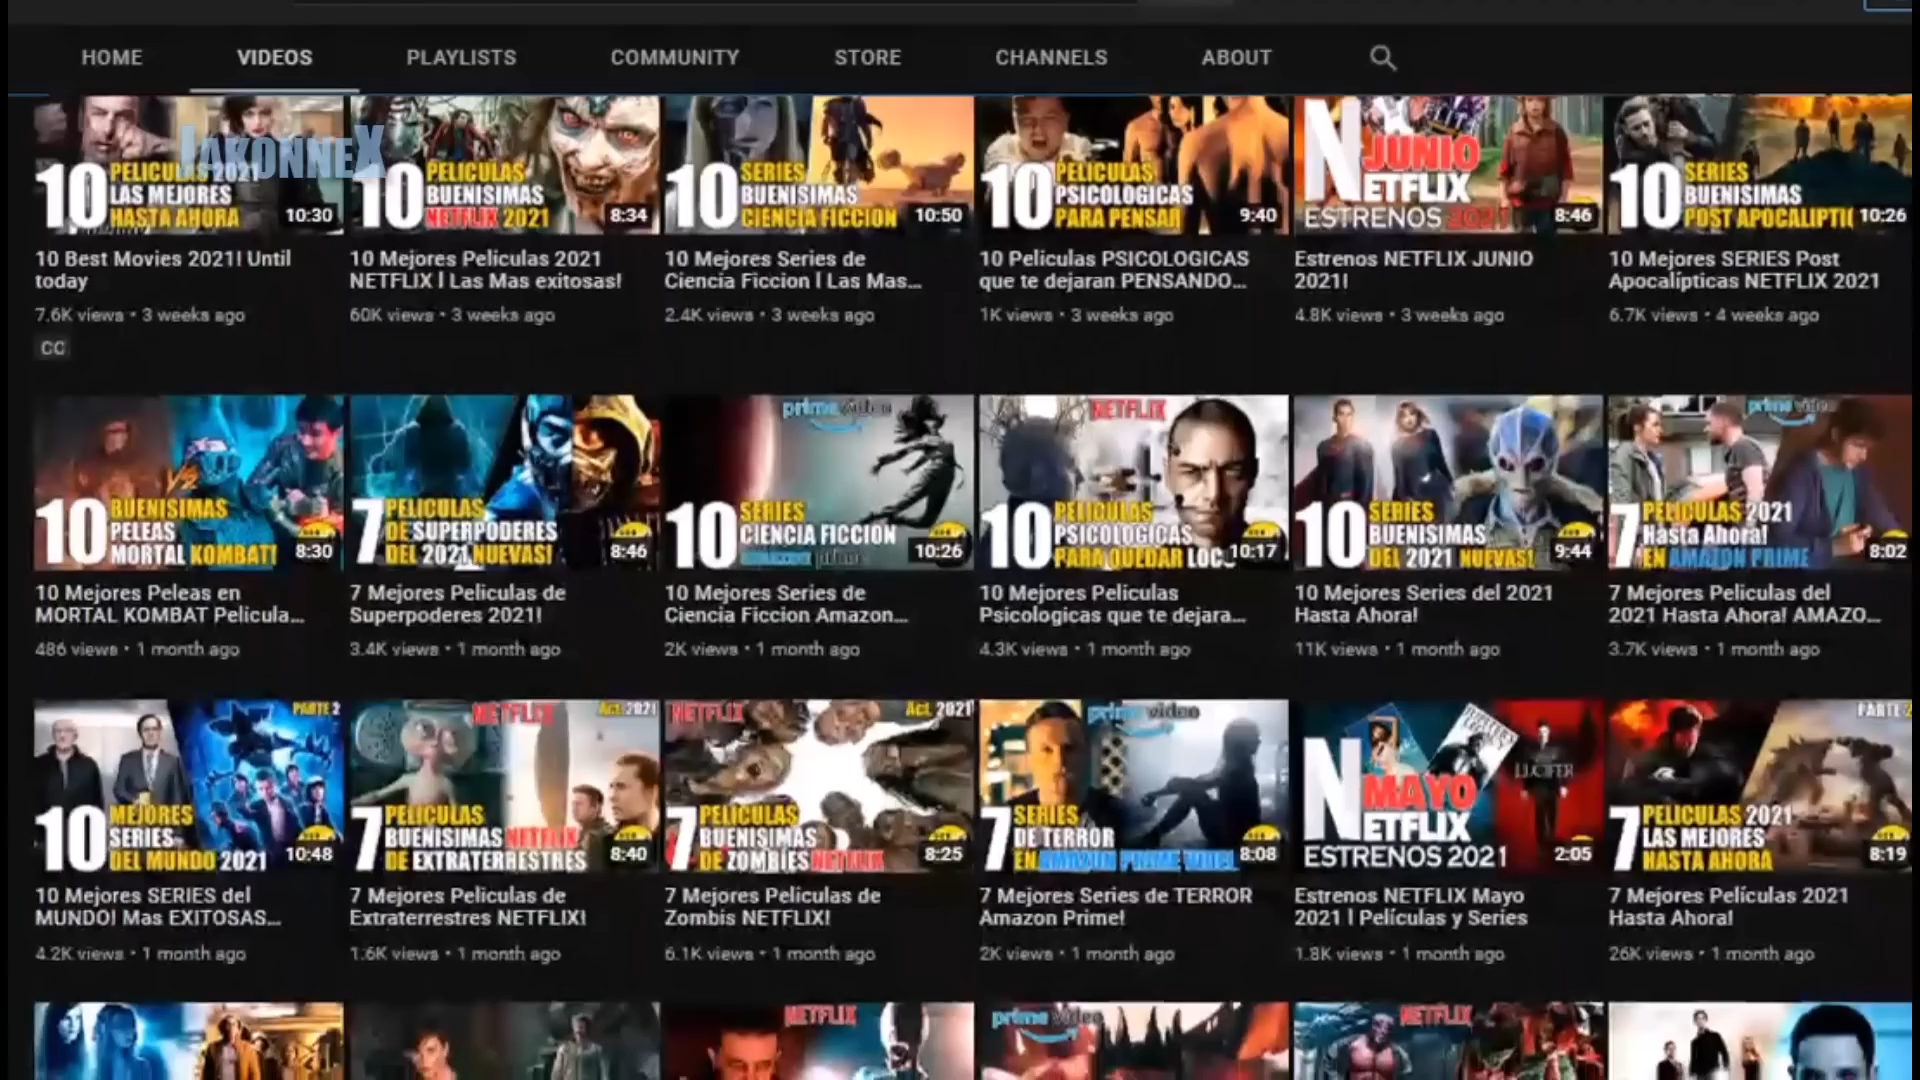 HOME VIDEOS PLAYLISTS COMMUNITY STORE CHANNELS ABOUT
JAKONNEX
10 PELICULAS 2021
LAS MEJORES
HASTA AHORA
10:30
10 PELICULAS
BUENISIMAS
NETFLIX 2021
8:34
10 SERIES
BUENISIMAS
CIENCIA FICCION
10:50
10 PELICULAS
PSICOLOGICAS
PARA PENSAR
9:40
JUNIO
NETFLIX
ESTRENOS 2021
8:46
10 SERIES
BUENISIMAS
POST APOCALIPTI
10:26
10 Best Movies 2021! Until
today
7.6K views • 3 weeks ago
CC
10 Mejores Peliculas 2021
NETFLIX l Las Mas exitosas!
60K views • 3 weeks ago
10 Mejores Series de
Ciencia Ficcion l Las Mas...
2.4K views • 3 weeks ago
10 Peliculas PSICOLOGICAS
que te dejaran PENSANDO...
1K views • 3 weeks ago
Estrenos NETFLIX JUNIO
2021!
4.8K views • 3 weeks ago
10 Mejores SERIES Post
Apocalípticas NETFLIX 2021
6.7K views • 4 weeks ago
10 BUENISIMAS
PELEAS
MORTAL KOMBAT!
8:30
7 PELICULAS
DE SUPERPODERES
DEL 2021 NUEVAS!
8:46
prime video
10 SERIES
CIENCIA FICCION
10:26
NETFLIX
10 PELICULAS
PSICOLOGICAS
PARA QUEDAR LOC
10:17
10 SERIES
BUENISIMAS
DEL 2021 NUEVAS!
9:44
prime video
7 PELICULAS 2021
Hasta Ahora!
EN AMAZON PRIME
8:02
10 Mejores Peleas en
MORTAL KOMBAT Pelicula...
486 views • 1 month ago
7 Mejores Peliculas de
Superpoderes 2021!
3.4K views • 1 month ago
10 Mejores Series de
Ciencia Ficcion Amazon...
2K views • 1 month ago
10 Mejores Peliculas
Psicologicas que te dejara...
4.3K views • 1 month ago
10 Mejores Series del 2021
Hasta Ahora!
11K views • 1 month ago
7 Mejores Peliculas del
2021 Hasta Ahora! AMAZO...
3.7K views • 1 month ago
PARTE 2
10 MEJORES
SERIES
DEL MUNDO 2021
10:48
NETFLIX Act. 2021
7 PELICULAS
BUENISIMAS NETFLIX
DE EXTRATERRESTRES
8:40
NETFLIX Act. 2021
7 PELICULAS
BUENISIMAS
DE ZOMBIES NETFLIX
8:25
prime video
7 SERIES
DE TERROR
EN AMAZON PRIME VIDEO
8:08
LUCIFER
MAYO
NETFLIX
ESTRENOS 2021
2:05
PARTE 2
7 PELICULAS 2021
LAS MEJORES
HASTA AHORA
8:19
10 Mejores SERIES del
MUNDO! Mas EXITOSAS...
4.2K views • 1 month ago
7 Mejores Peliculas de
Extraterrestres NETFLIX!
1.6K views • 1 month ago
7 Mejores Peliculas de
Zombis NETFLIX!
6.1K views • 1 month ago
7 Mejores Series de TERROR
Amazon Prime!
2K views • 1 month ago
Estrenos NETFLIX Mayo
2021 l Películas y Series
1.8K views • 1 month ago
7 Mejores Películas 2021
Hasta Ahora!
26K views • 1 month ago
NETFLIX
prime video
NETFLIX